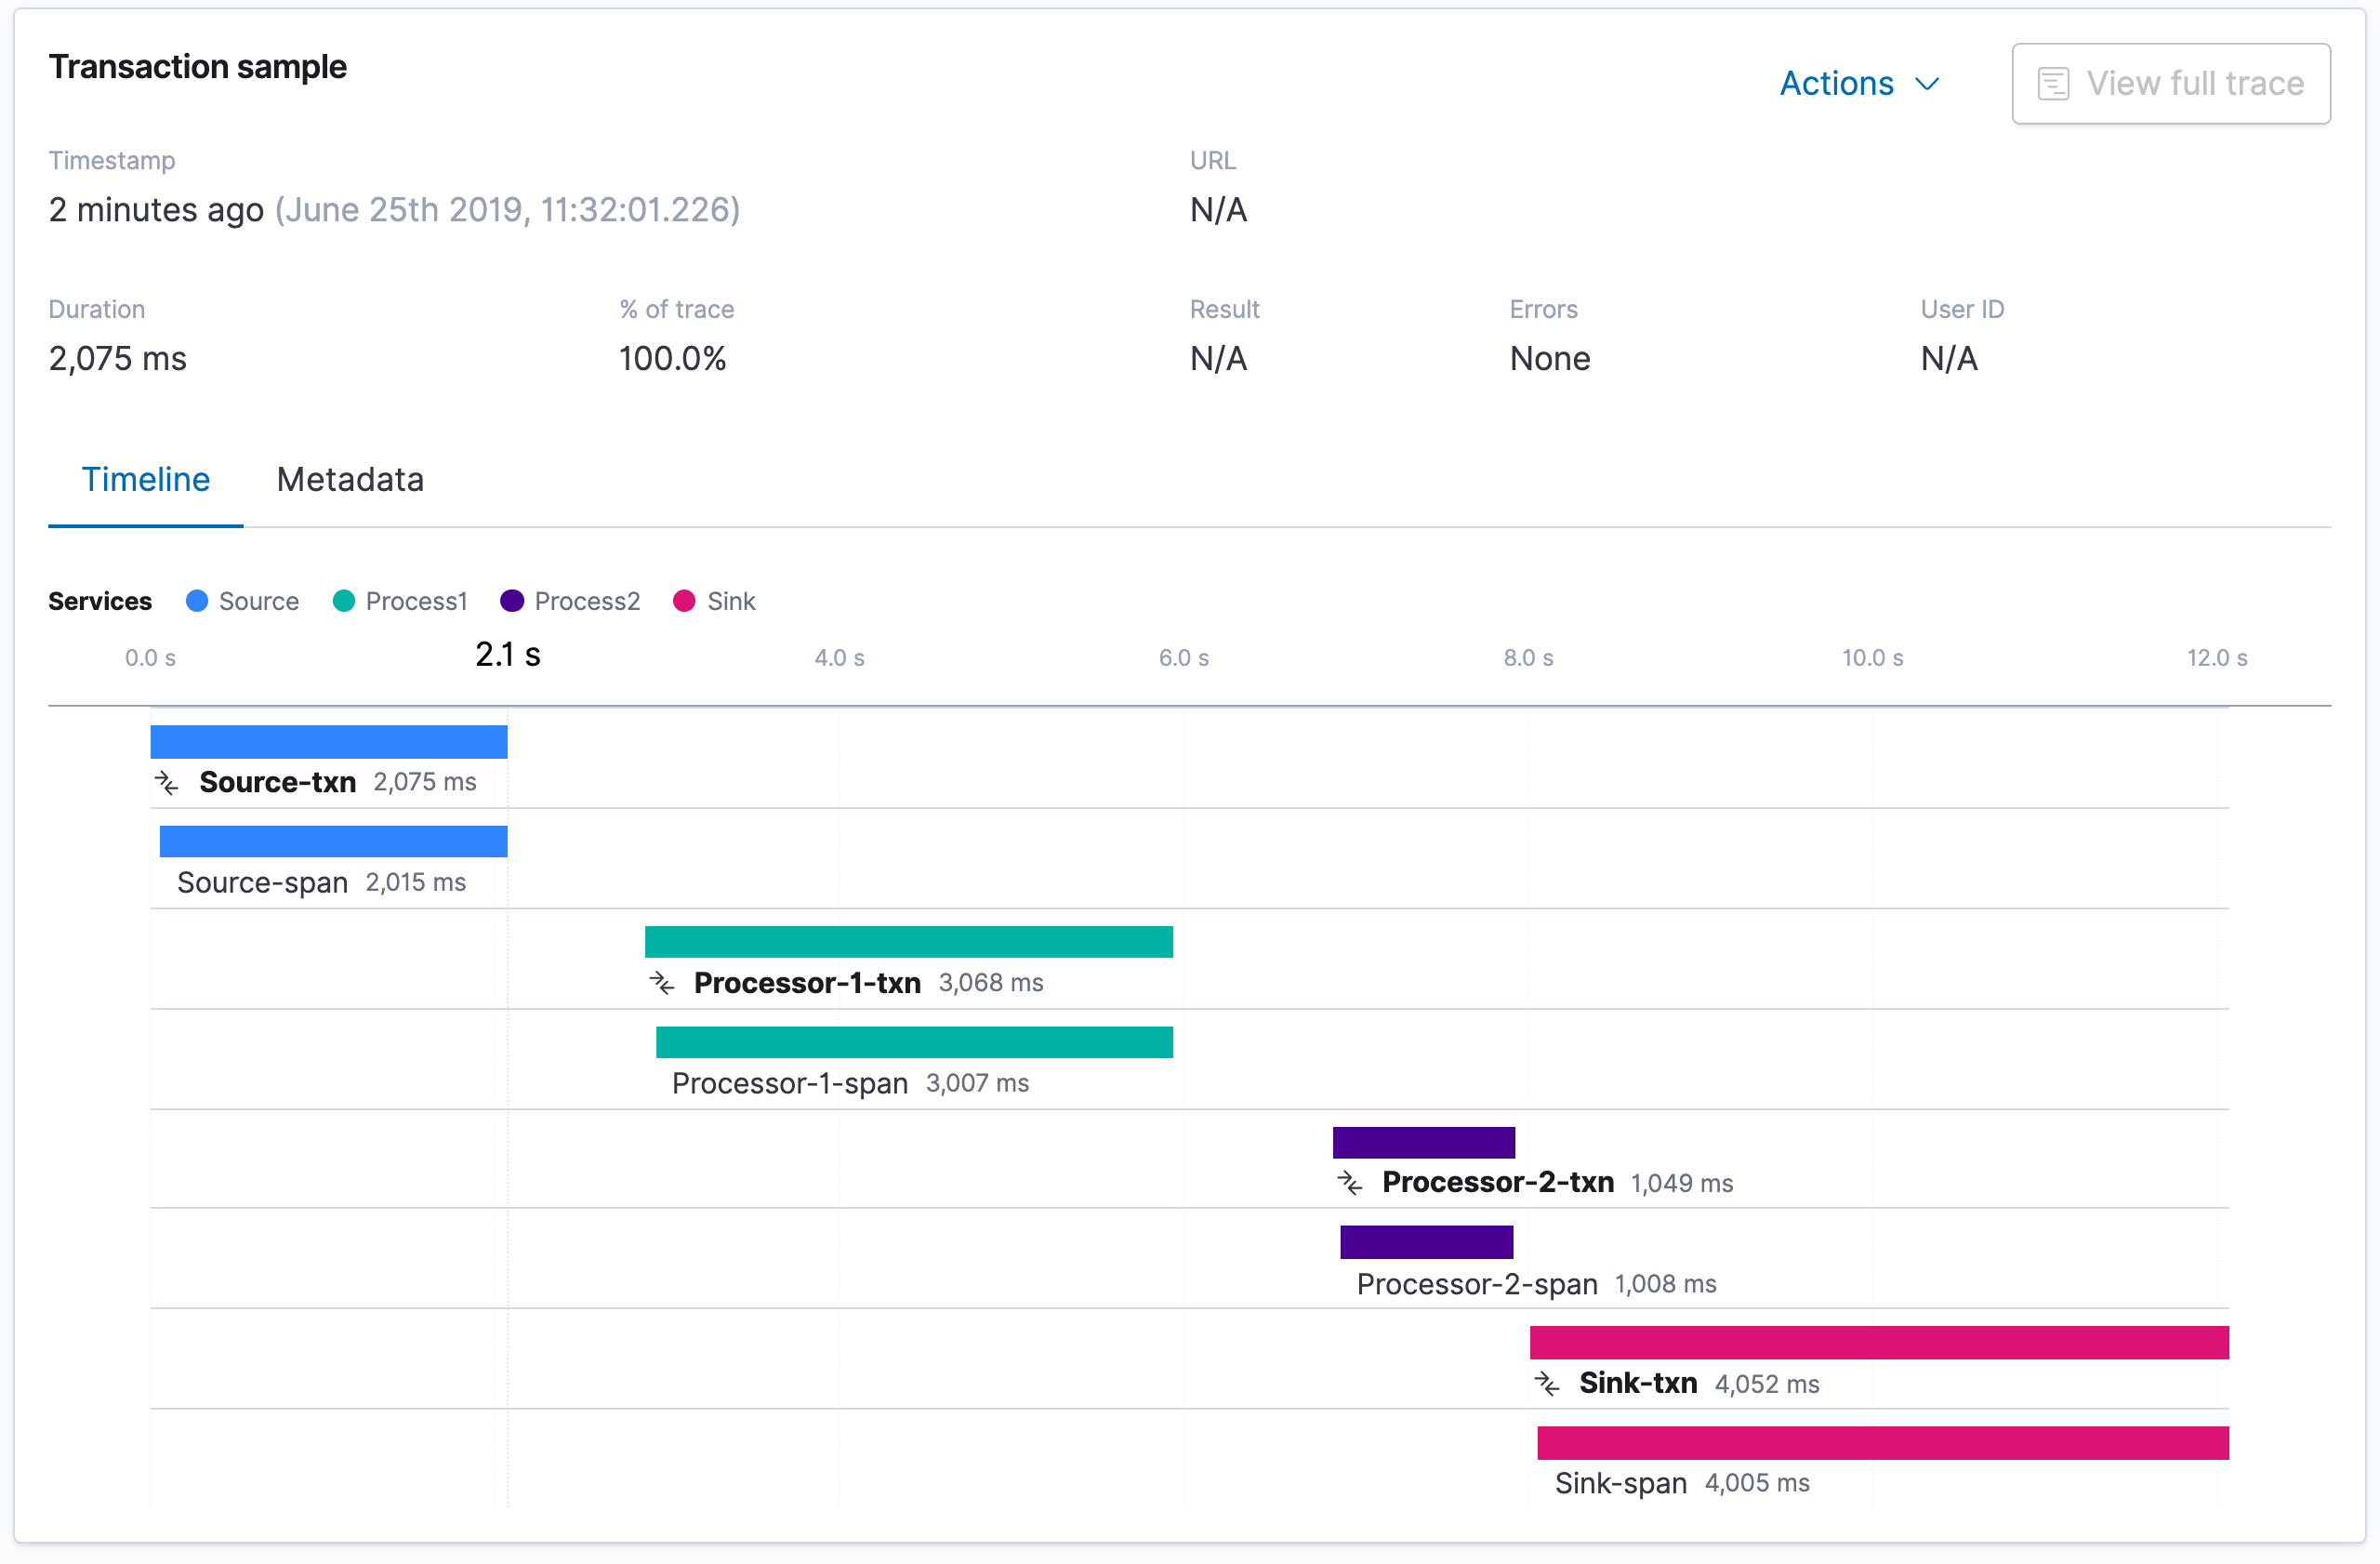 Transaction sample
Actions
View full trace
Timestamp
2 minutes ago (June 25th 2019, 11:32:01.226)
URL
N/A
Duration
2,075 ms
% of trace
100.0%
Result
N/A
Errors
None
User ID
N/A
Timeline Metadata
Services Source Process1 Process2 Sink
0.0 s 2.1 s 4.0 s 6.0 s 8.0 s 10.0 s 12.0 s
Source-txn 2,075 ms
Source-span 2,015 ms
Processor-1-txn 3,068 ms
Processor-1-span 3,007 ms
Processor-2-txn 1,049 ms
Processor-2-span 1,008 ms
Sink-txn 4,052 ms
Sink-span 4,005 ms